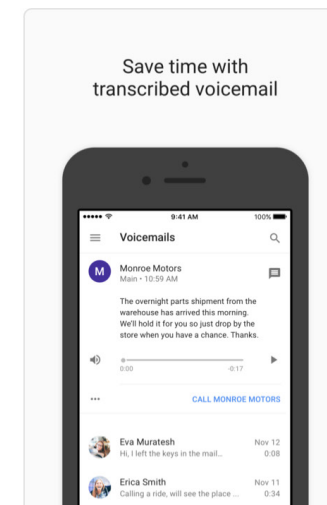 Save time with
transcribed voicemail
9:41 AM
100%
Voicemails
M
Monroe Motors
Main • 10:59 AM
The overnight parts shipment from the
warehouse has arrived this morning.
We'll hold it for you so just drop by the
store when you have a chance. Thanks.
0:00
-0:17
CALL MONROE MOTORS
Eva Muratesh
Nov 12
Hi, I left the keys in the mail...
0:08
Erica Smith
Nov 11
Calling a ride, will see the place ...
0:34